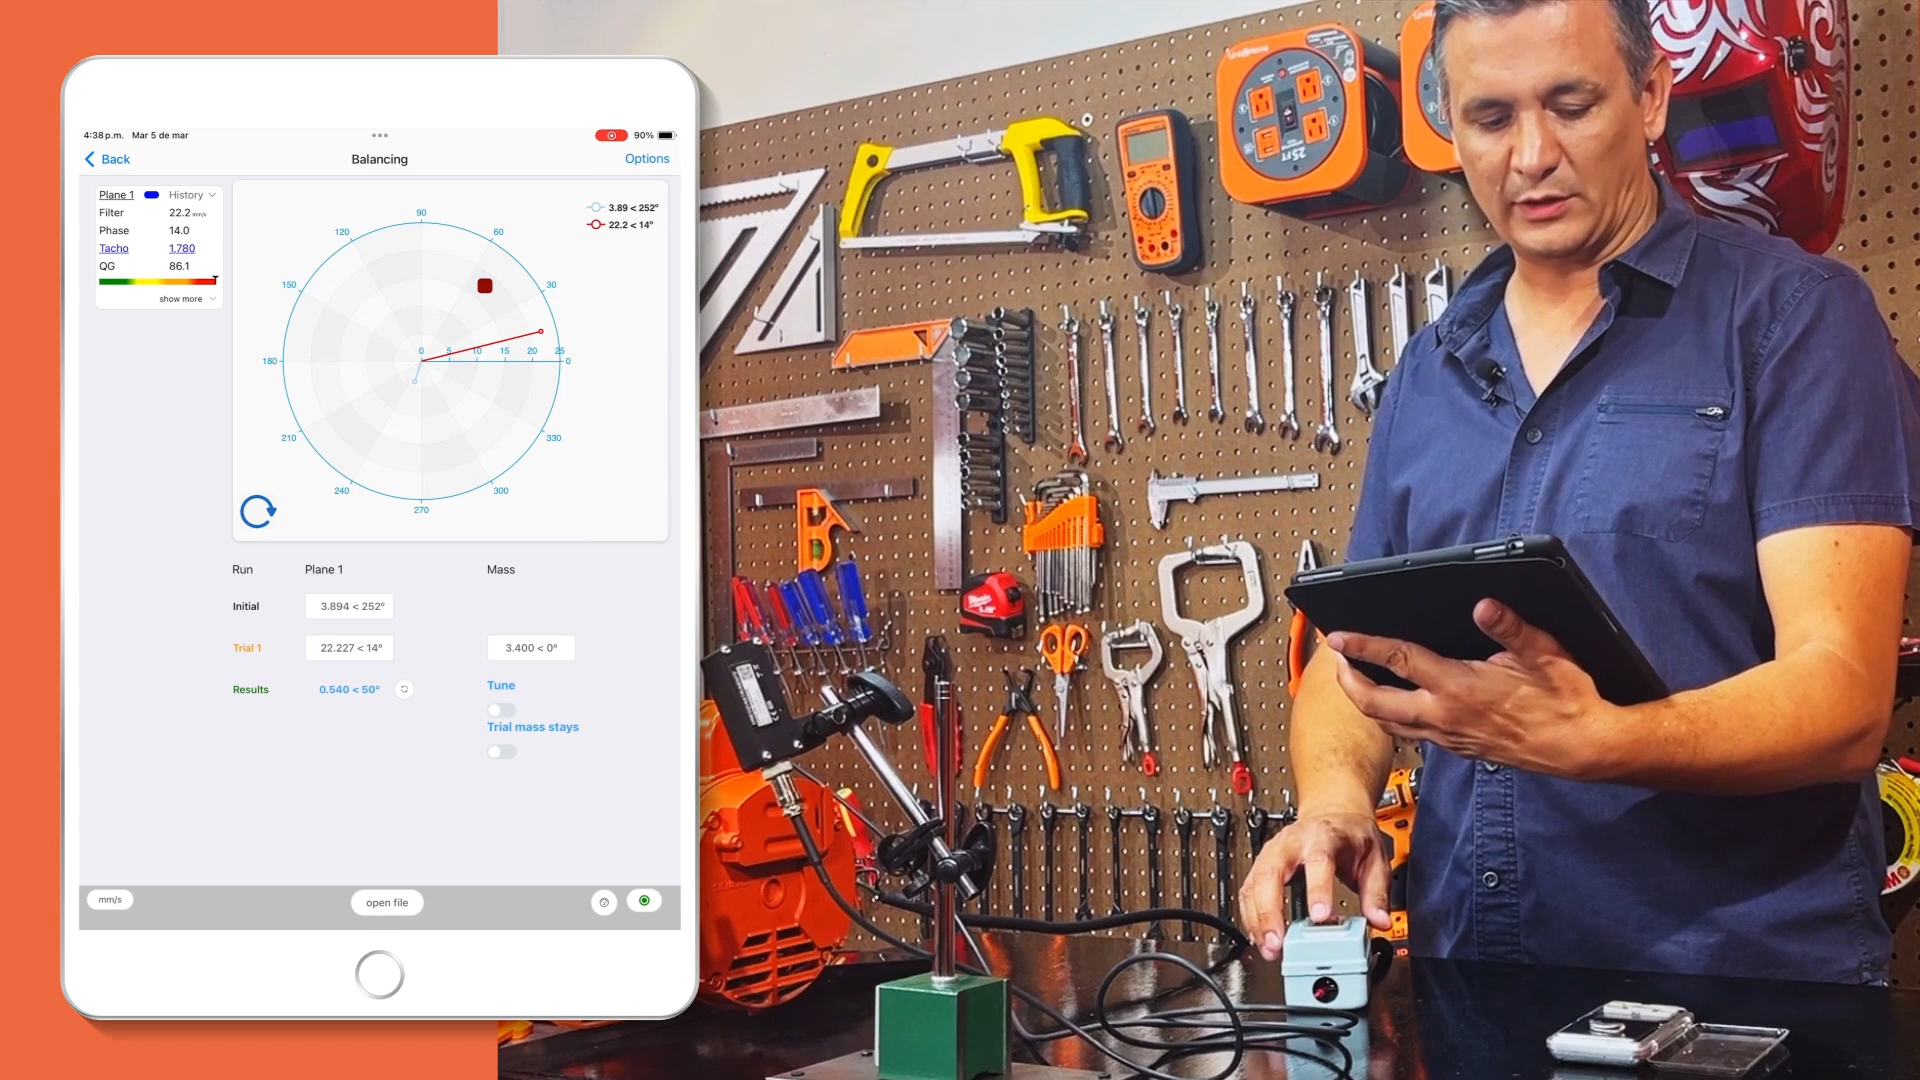 4:38 p.m. Mar 5 de mar
90%
Back
Balancing
Options
Plane 1 History
Filter 22.2 mm/s
Phase 14.0
Tacho 1,780
QG 86.1
show more
3.89 < 252°
22.2 < 14°
90
120
60
150
30
0 5 10 15 20 25
180
0
210
330
240
300
270
Run Plane 1 Mass
Initial 3.894 < 252°
Trial 1 22.227 < 14° 3.400 < 0°
Results 0.540 < 50°
Tune
Trial mass stays
mm/s
open file
25FT